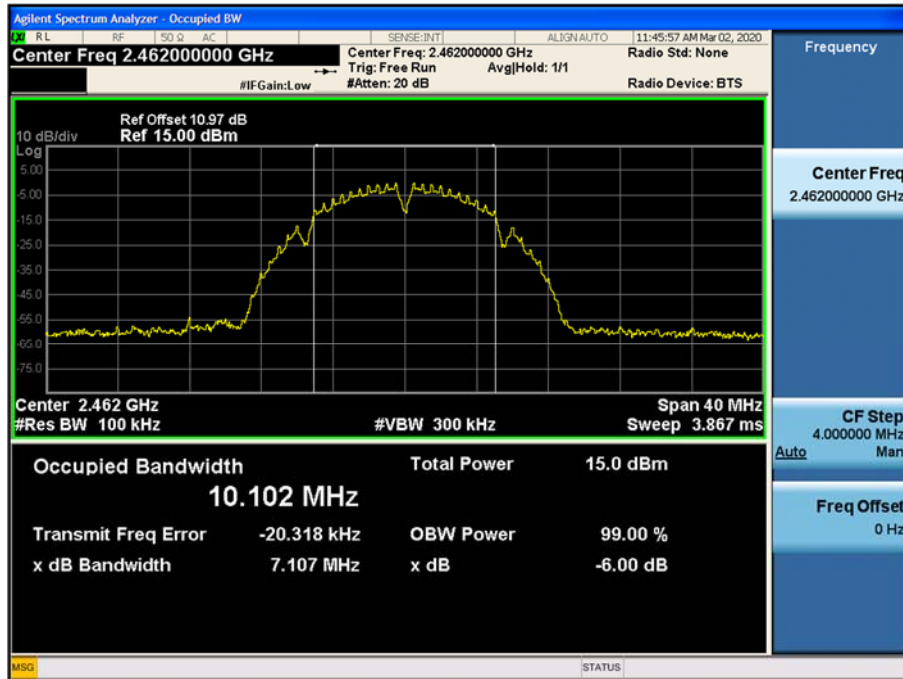 Agilent Spectrum Analyzer - Occupied BW
LXI RL RF 50 Ω AC SENSE:INT ALIGN AUTO 11:45:57 AM Mar 02, 2020
Center Freq 2.462000000 GHz Center Freq: 2.462000000 GHz Radio Std: None
Trig: Free Run Avg|Hold: 1/1
#IFGain:Low #Atten: 20 dB Radio Device: BTS
Ref Offset 10.97 dB
10 dB/div Ref 15.00 dBm
Log
5.00
-5.00
-15.0
-25.0
-35.0
-45.0
-55.0
-65.0
-75.0
Center 2.462 GHz Span 40 MHz
#Res BW 100 kHz #VBW 300 kHz Sweep 3.867 ms
Occupied Bandwidth Total Power 15.0 dBm
10.102 MHz
Transmit Freq Error -20.318 kHz OBW Power 99.00 %
x dB Bandwidth 7.107 MHz x dB -6.00 dB
MSG STATUS
Frequency
Center Freq
2.462000000 GHz
CF Step
4.000000 MHz
Auto Man
Freq Offset
0 Hz